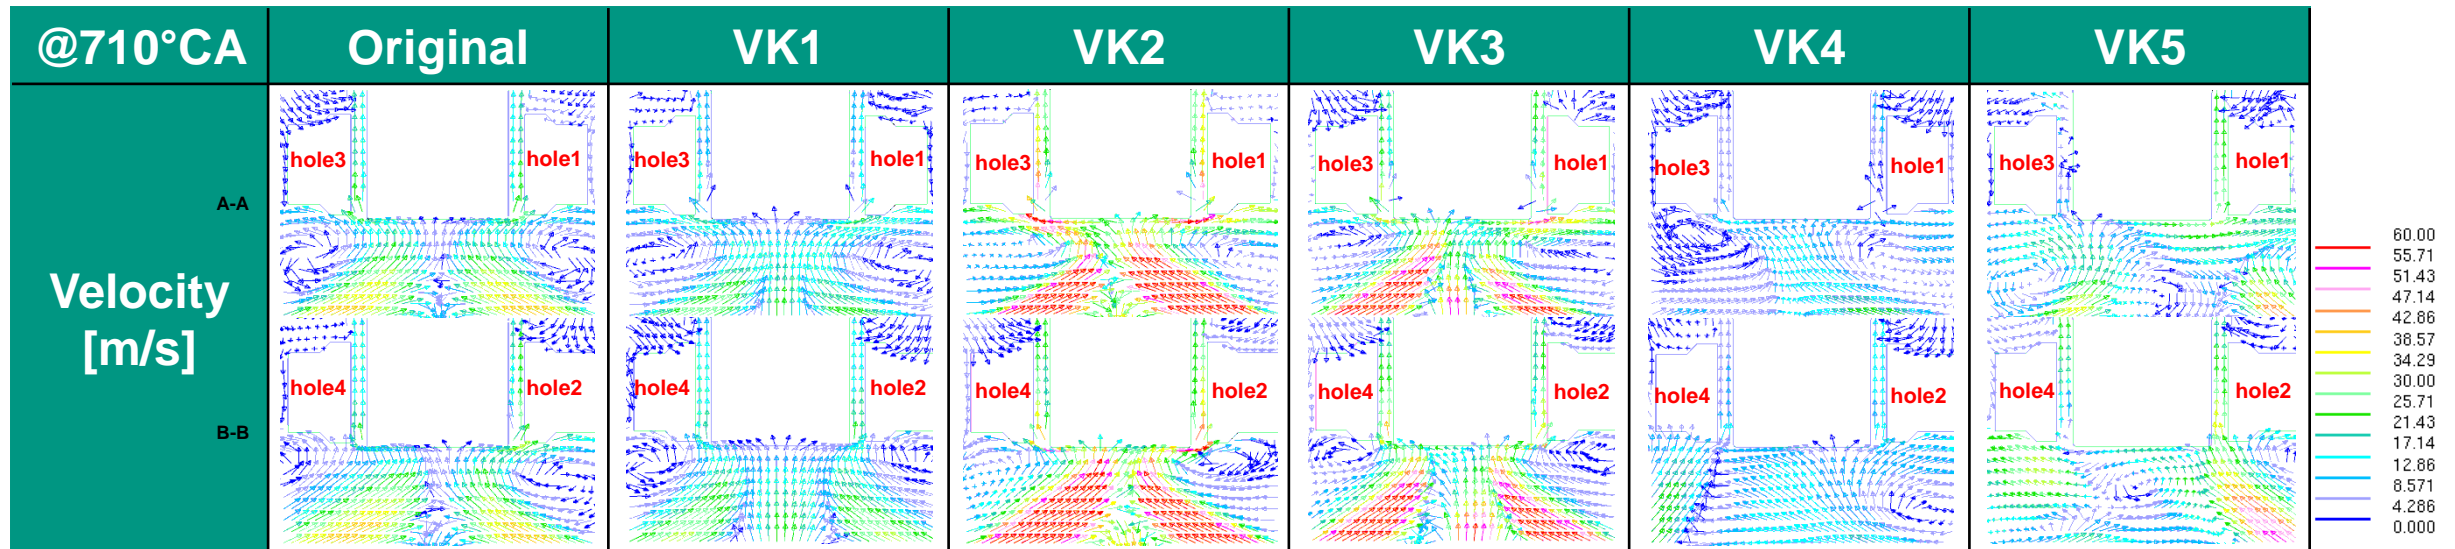 @710°CA Original VK1 VK2 VK3 VK4 VK5
Velocity
[m/s]
A-A
hole3 hole1 hole3 hole1 hole3 hole1 hole3 hole1 hole3 hole1 hole3 hole1
B-B
hole4 hole2 hole4 hole2 hole4 hole2 hole4 hole2 hole4 hole2 hole4 hole2
60.00
55.71
51.43
47.14
42.86
38.57
34.29
30.00
25.71
21.43
17.14
12.86
8.571
4.286
0.000